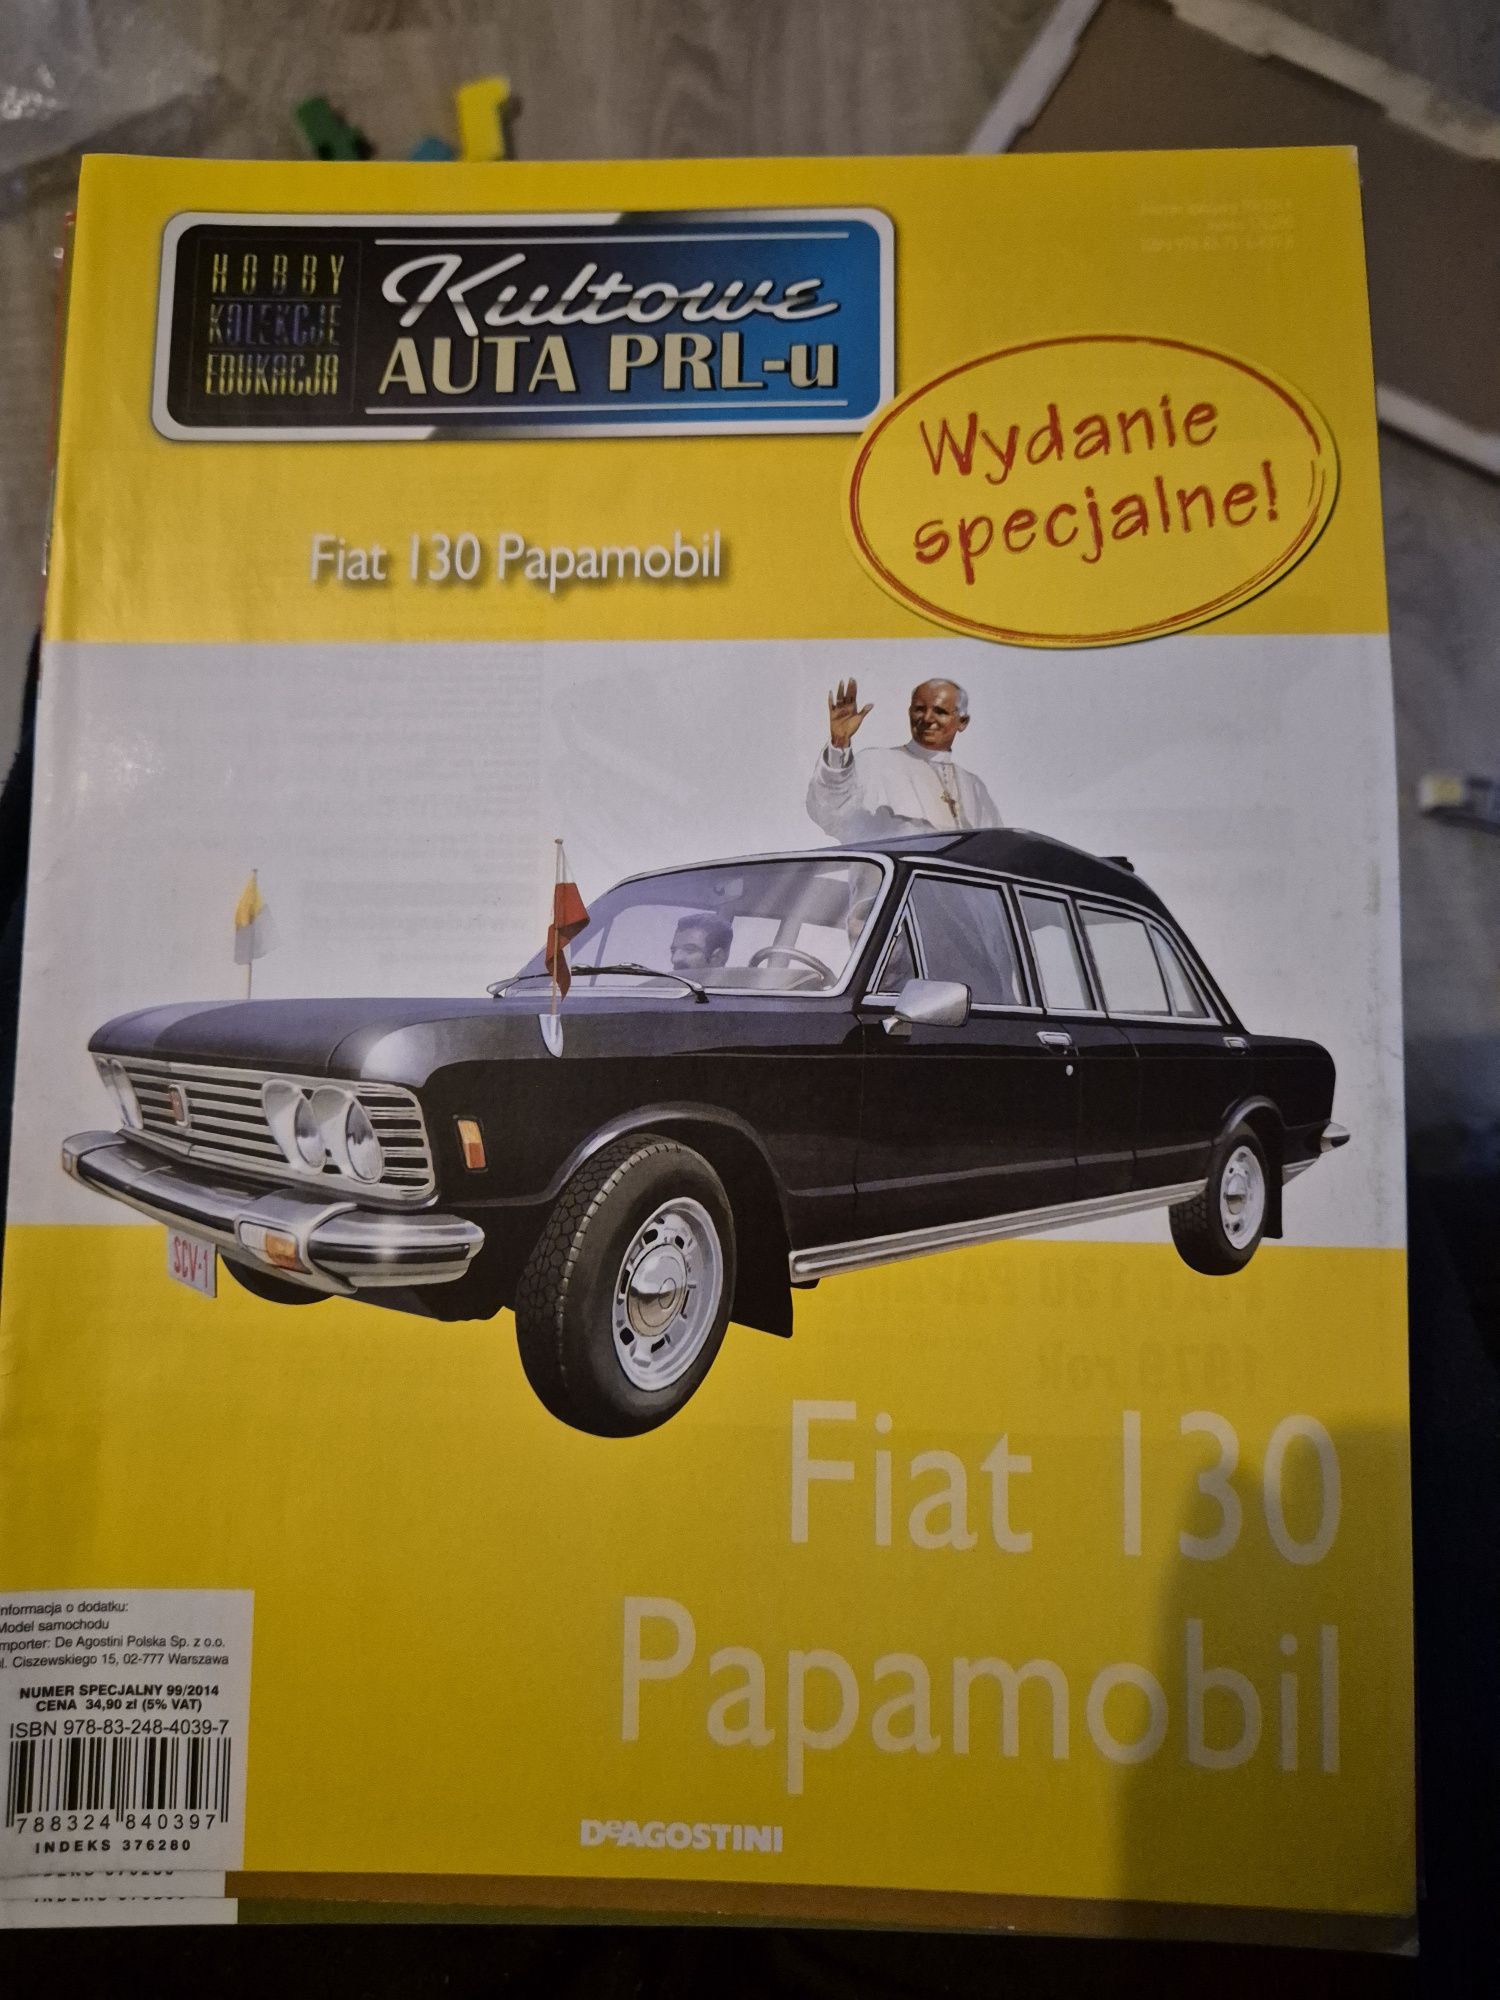 HOBBY
KOLEKCJE
EDUKACJA
Kultowe
AUTA PRL-u
Wydanie
specjalne!
Fiat 130 Papamobil
SCV-1
Fiat 130
Papamobil
nformacja o dodatku:
Model samochodu
mporter: De Agostini Polska Sp. z o.o.
ul. Ciszewskiego 15, 02-777 Warszawa
NUMER SPECJALNY 99/2014
CENA 34,90 zł (5% VAT)
ISBN 978-83-248-4039-7
788324 840397
INDEKS 376280
DeAGOSTINI